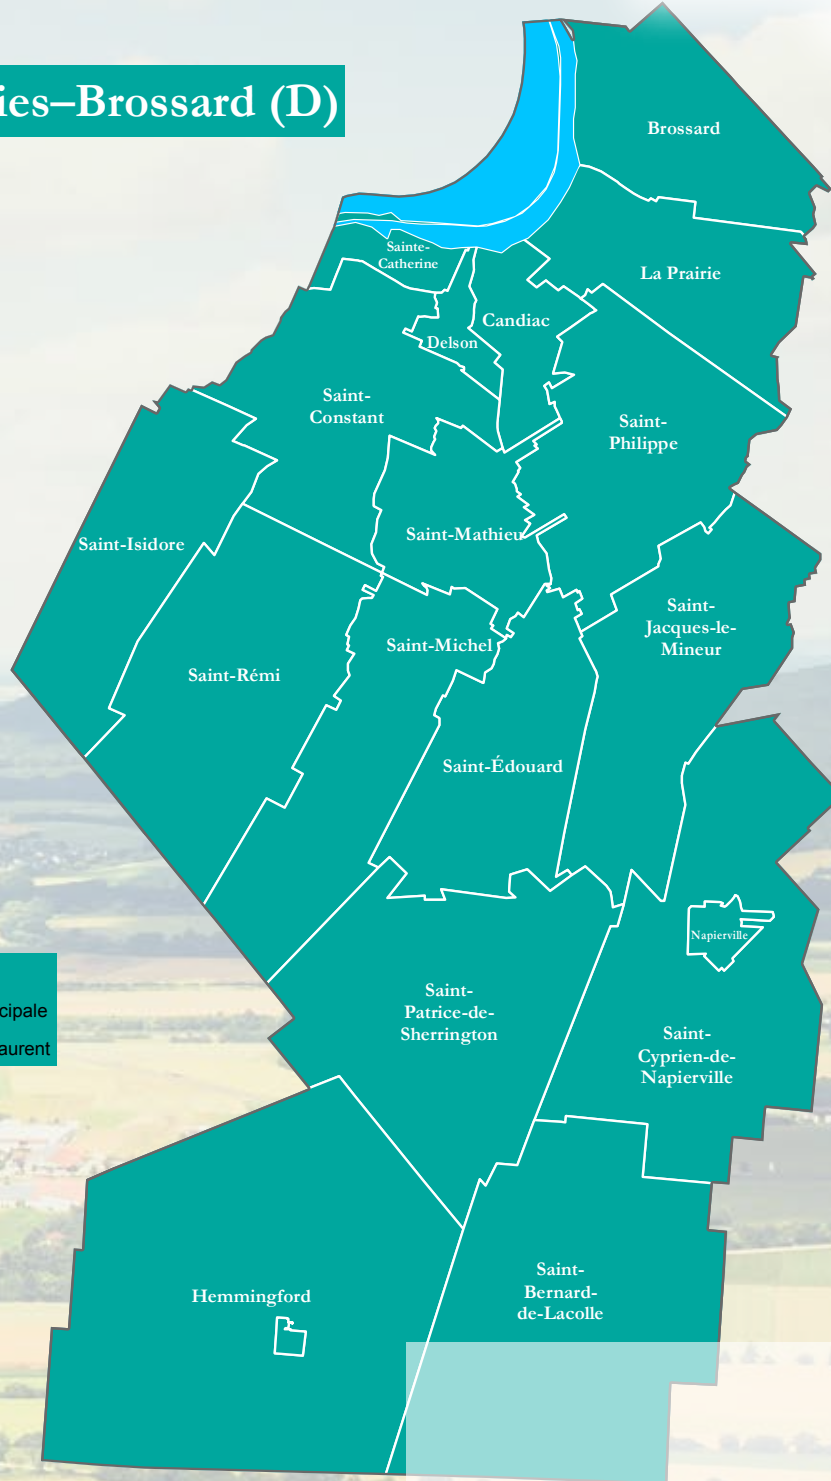 ies–Brossard (D)
Brossard
Sainte-
Catherine
La Prairie
Candiac
Delson
Saint-
Constant
Saint-
Philippe
Saint-Mathieu
Saint-Isidore
Saint-
Jacques-le-
Mineur
Saint-Michel
Saint-Rémi
Saint-Édouard
Napierville
cipale
aurent
Saint-
Patrice-de-
Sherrington
Saint-
Cyprien-de-
Napierville
Saint-
Bernard-
de-Lacolle
Hemmingford